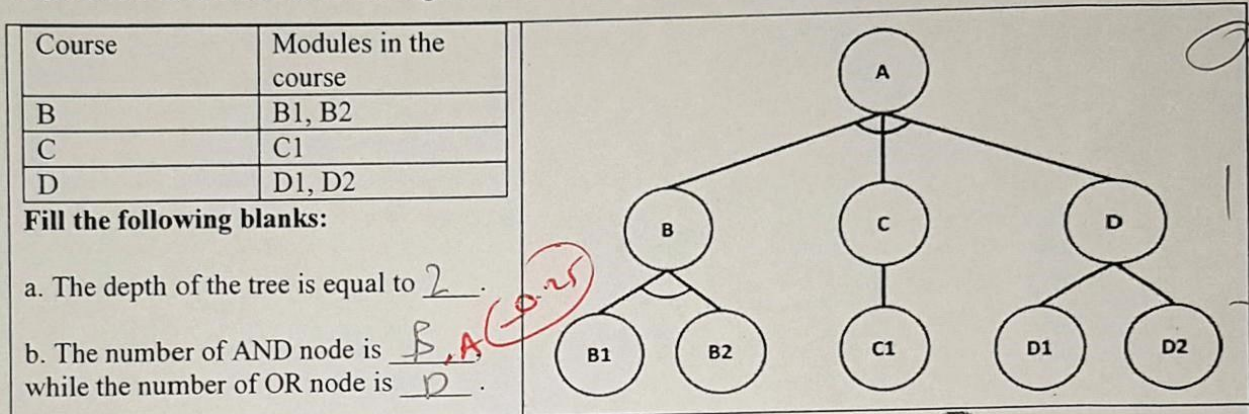 Course Modules in the
course
B B1, B2
C C1
D D1, D2
Fill the following blanks:
a. The depth of the tree is equal to 2.
b. The number of AND node is B, A -0.25
while the number of OR node is D.
A
B C D
B1 B2 C1 D1 D2